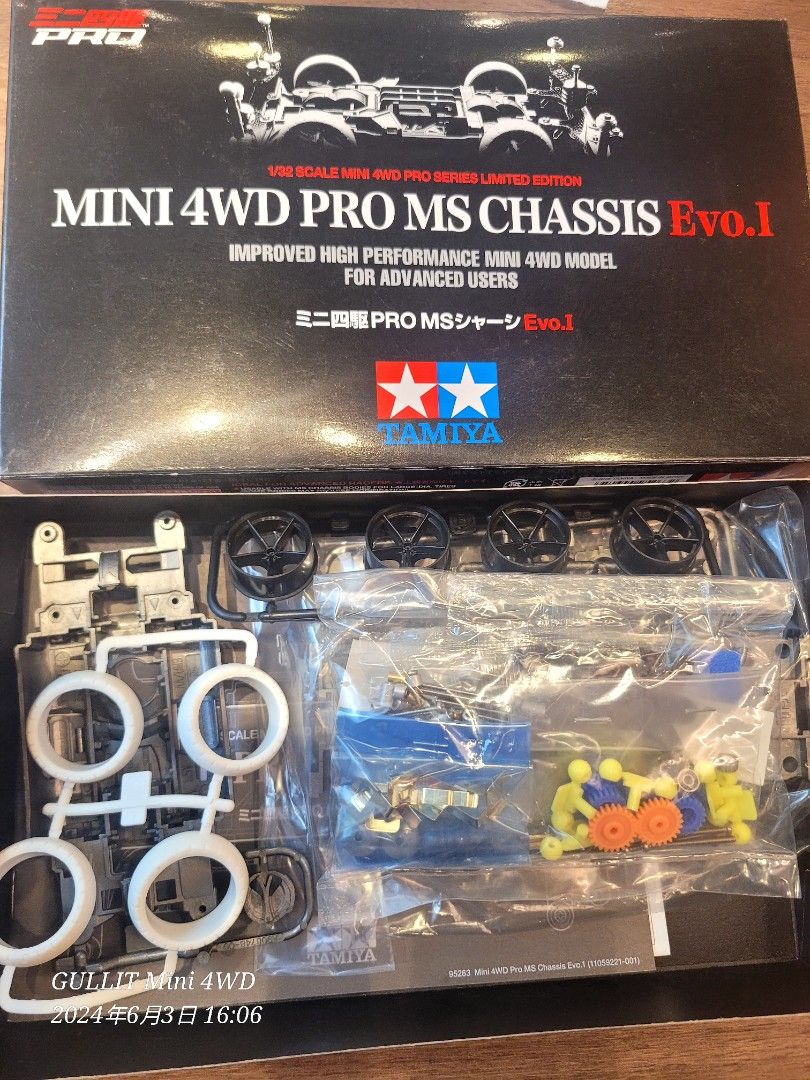 ミニ四駆
PRO
1/32 SCALE MINI 4WD PRO SERIES LIMITED EDITION
MINI 4WD PRO MS CHASSIS Evo.I
IMPROVED HIGH PERFORMANCE MINI 4WD MODEL
FOR ADVANCED USERS
ミニ四駆PRO MSシャーシ Evo.I
TAMIYA
TAMIYA
95263 Mini 4WD Pro MS Chassis Evo.1 (11059221-001)
GULLIT Mini 4WD
2024年6月3日 16:06